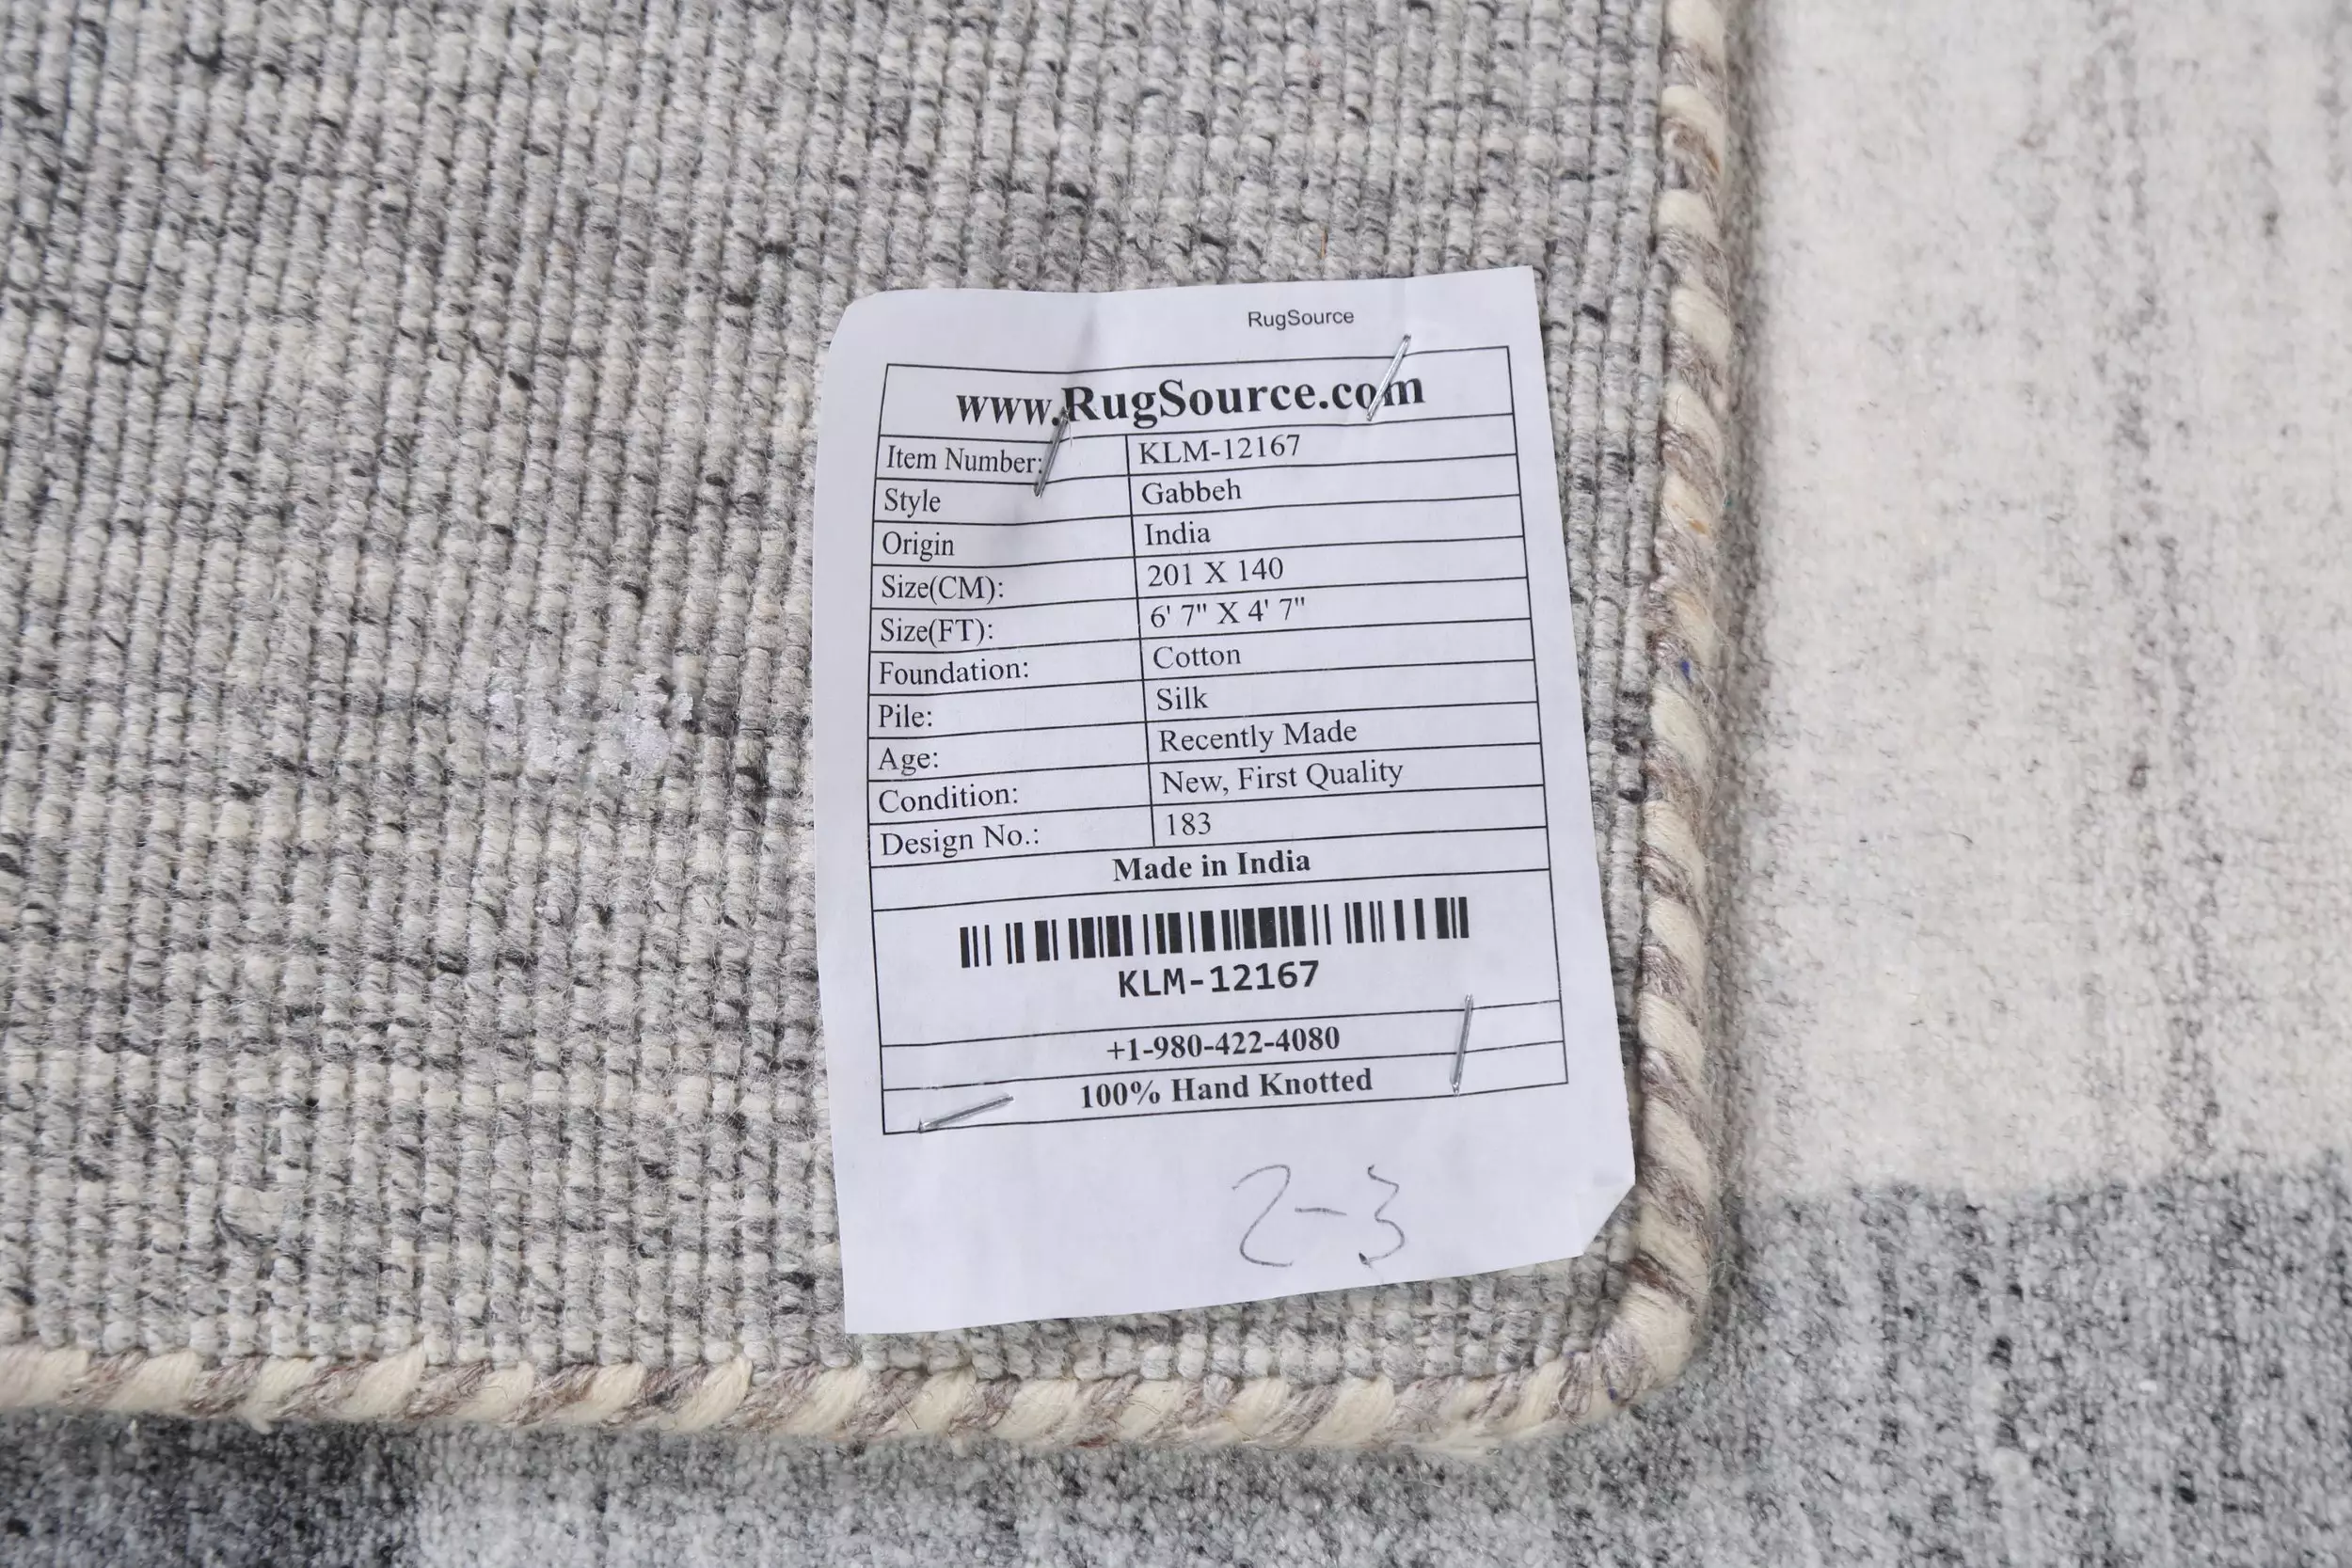 RugSource
www.RugSource.com
Item Number: KLM-12167
Style Gabbeh
Origin India
Size(CM): 201 X 140
Size(FT): 6' 7" X 4' 7"
Foundation: Cotton
Pile: Silk
Age: Recently Made
Condition: New, First Quality
Design No.: 183
Made in India
KLM-12167
+1-980-422-4080
100% Hand Knotted
2-3